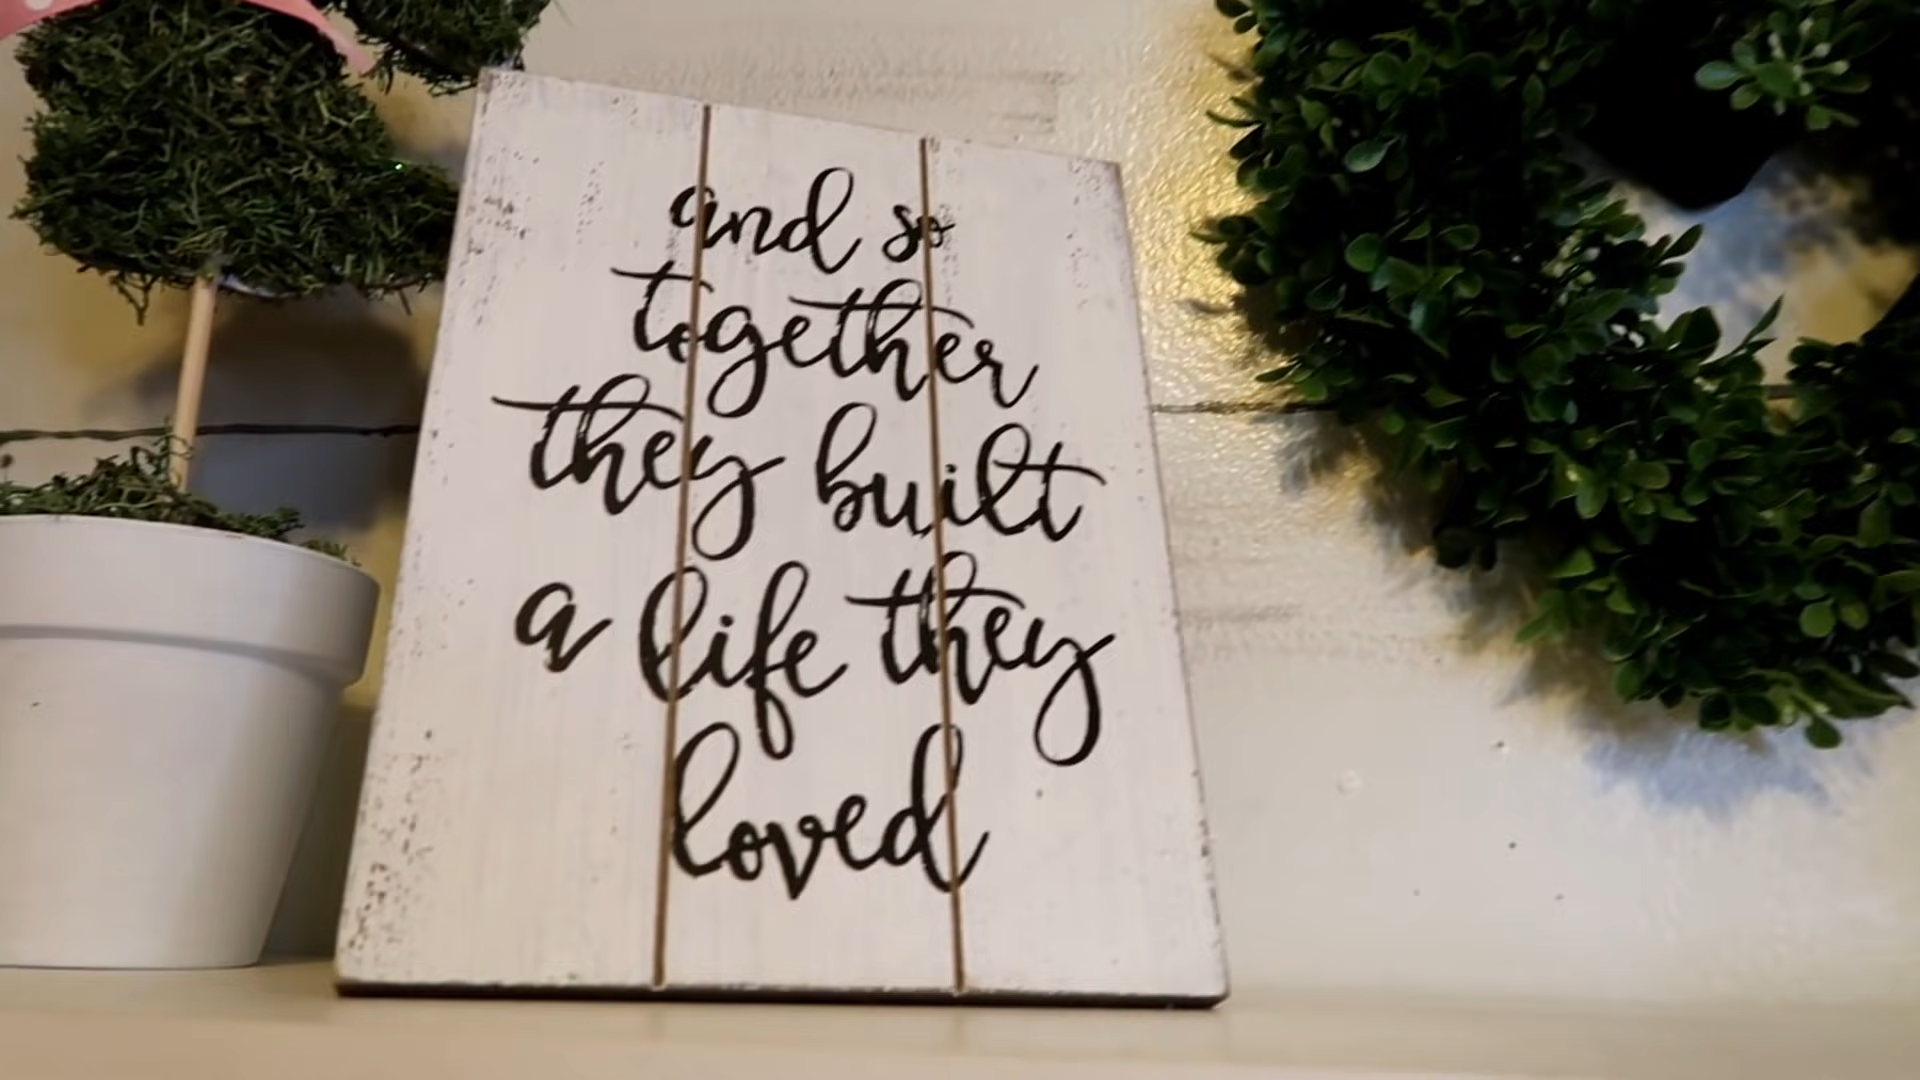 and so
together
they built
a life they
loved